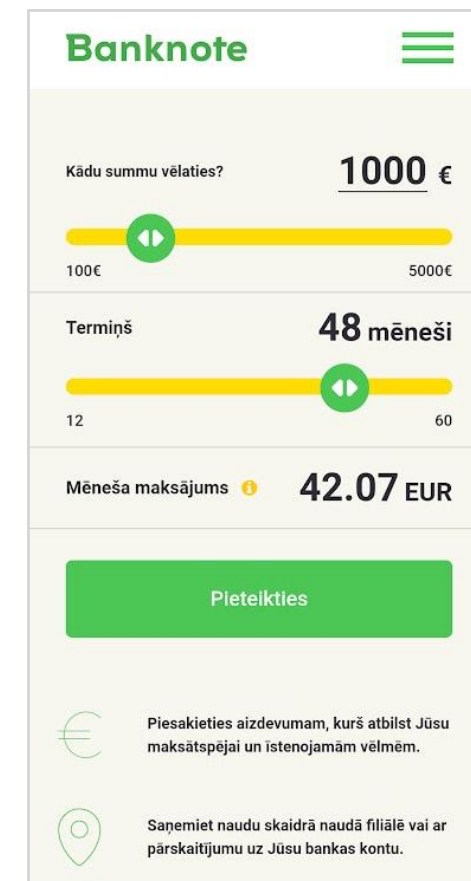 Banknote
Kādu summu vēlaties? 1000 €
100€ 5000€
Termiņš 48 mēneši
12 60
Mēneša maksājums i 42.07 EUR
Pieteikties
Piesakieties aizdevumam, kurš atbilst Jūsu
maksātspējai un īstenojamām vēlmēm.
Saņemiet naudu skaidrā naudā filiālē vai ar
pārskaitījumu uz Jūsu bankas kontu.